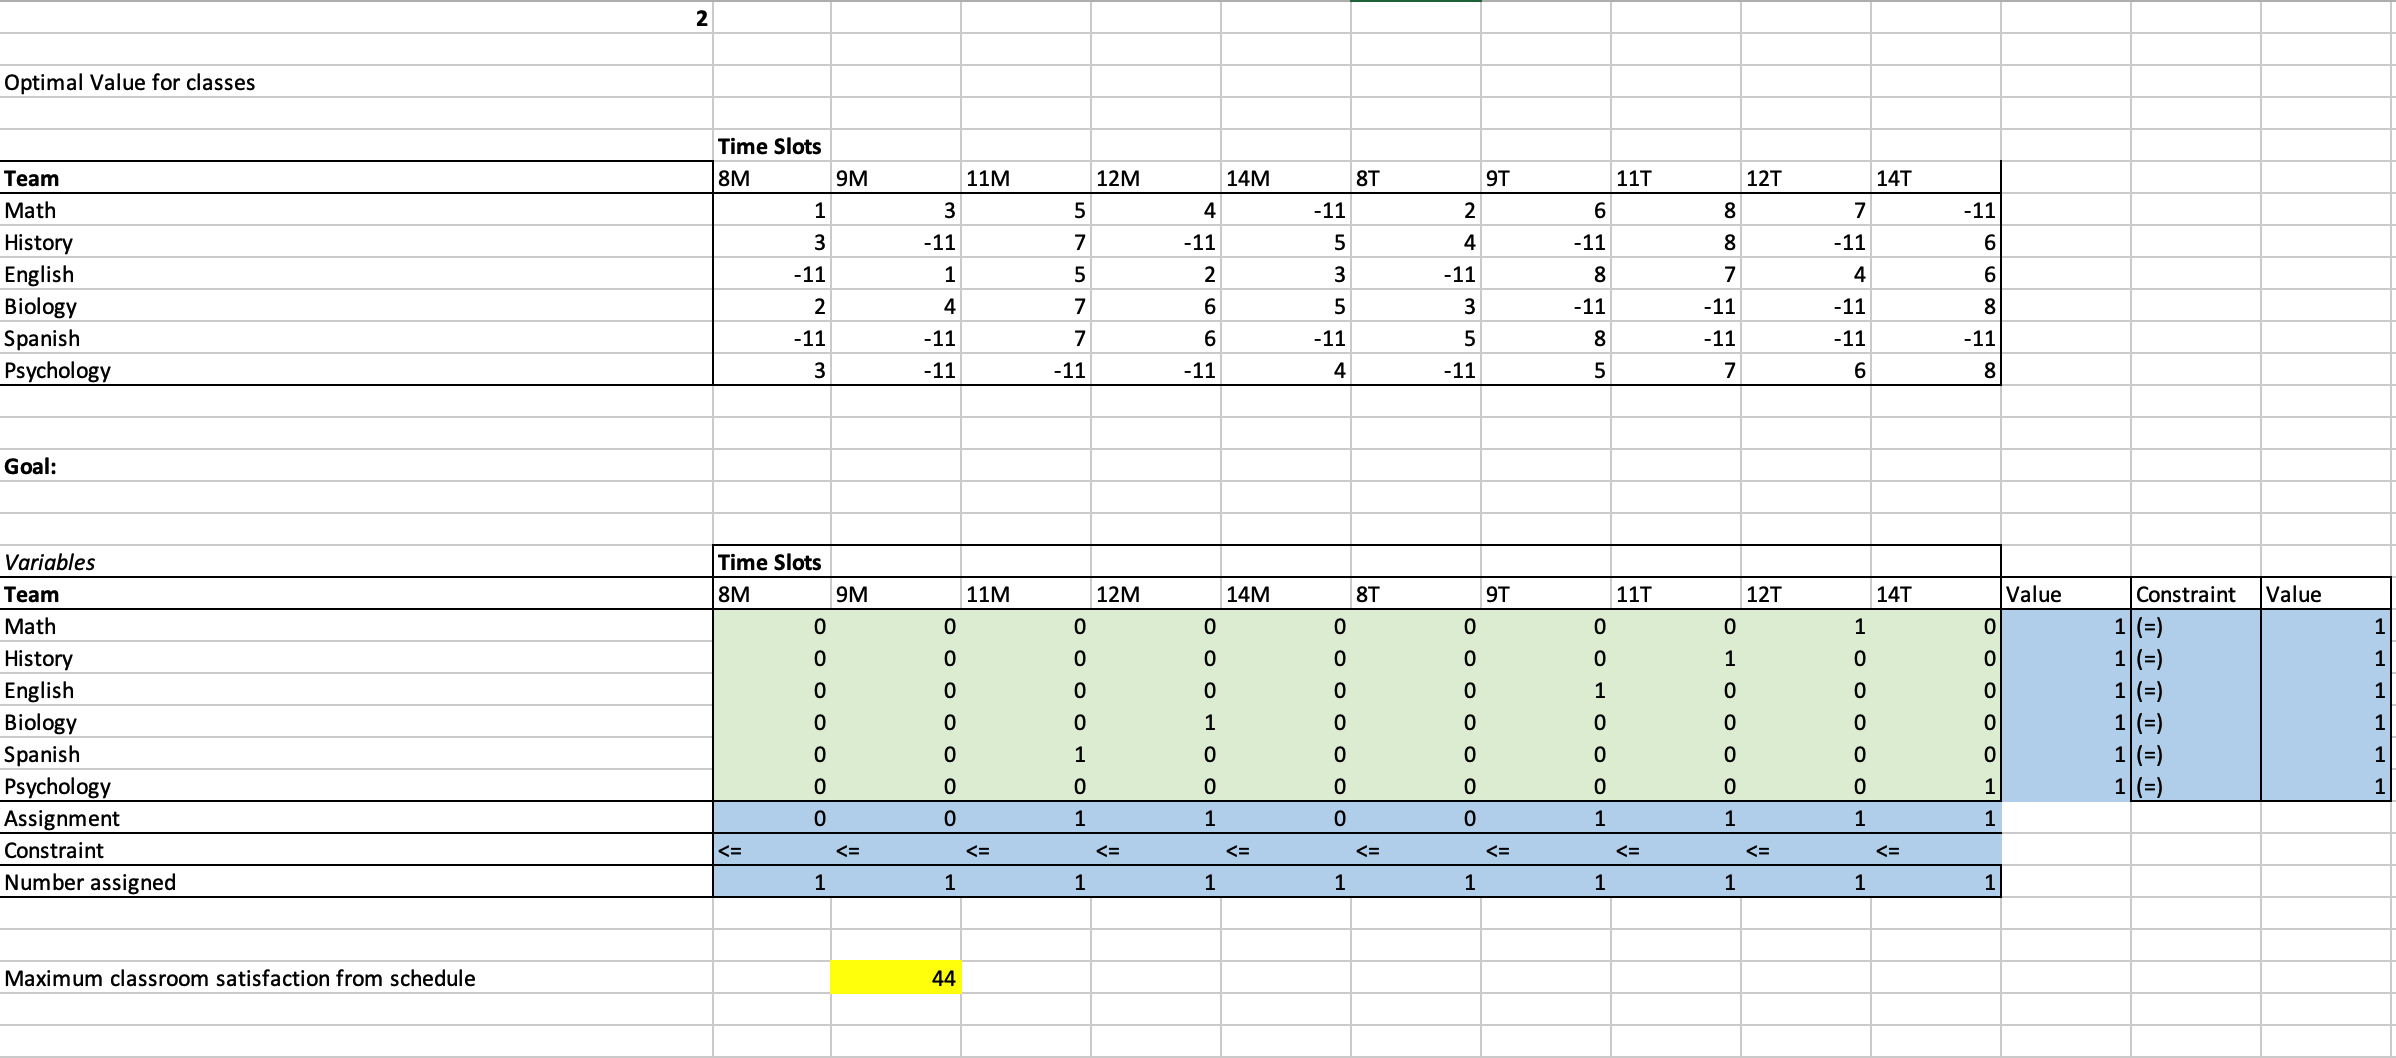 2
Optimal Value for classes
Time Slots
Team 8M 9M 11M 12M 14M 8T 9T 11T 12T 14T
Math 1 3 5 4 -11 2 6 8 7 -11
History 3 -11 7 -11 5 4 -11 8 -11 6
English -11 1 5 2 3 -11 8 7 4 6
Biology 2 4 7 6 5 3 -11 -11 -11 8
Spanish -11 -11 7 6 -11 5 8 -11 -11 -11
Psychology 3 -11 -11 -11 4 -11 5 7 6 8
Goal:
Variables Time Slots
Team 8M 9M 11M 12M 14M 8T 9T 11T 12T 14T Value Constraint Value
Math 0 0 0 0 0 0 0 0 1 0 1 (=) 1
History 0 0 0 0 0 0 0 1 0 0 1 (=) 1
English 0 0 0 0 0 0 1 0 0 0 1 (=) 1
Biology 0 0 0 1 0 0 0 0 0 0 1 (=) 1
Spanish 0 0 1 0 0 0 0 0 0 0 1 (=) 1
Psychology 0 0 0 0 0 0 0 0 0 1 1 (=) 1
Assignment 0 0 1 1 0 0 1 1 1 1
Constraint <= <= <= <= <= <= <= <= <= <=
Number assigned 1 1 1 1 1 1 1 1 1 1
Maximum classroom satisfaction from schedule 44